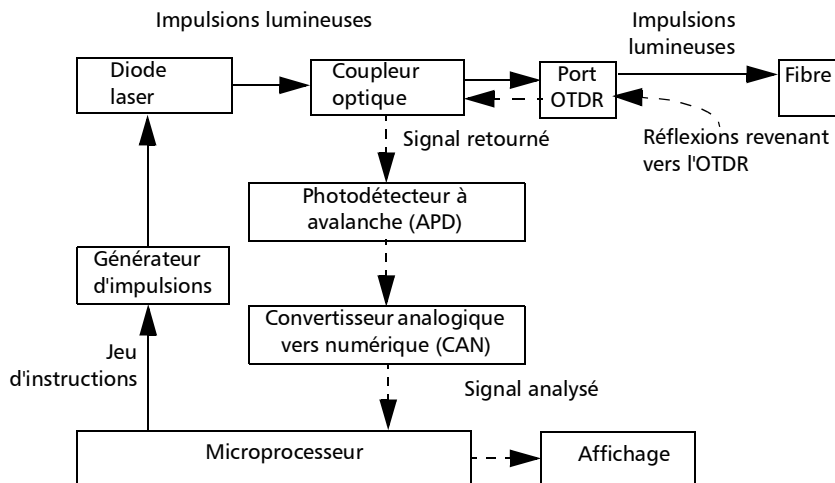 Impulsions lumineuses
Impulsions
lumineuses
Diode
laser
Coupleur
optique
Port
OTDR
Fibre
Signal retourné
Réflexions revenant
vers l'OTDR
Photodétecteur à
avalanche (APD)
Générateur
d'impulsions
Convertisseur analogique
vers numérique (CAN)
Jeu
d'instructions
Signal analysé
Microprocesseur
Affichage